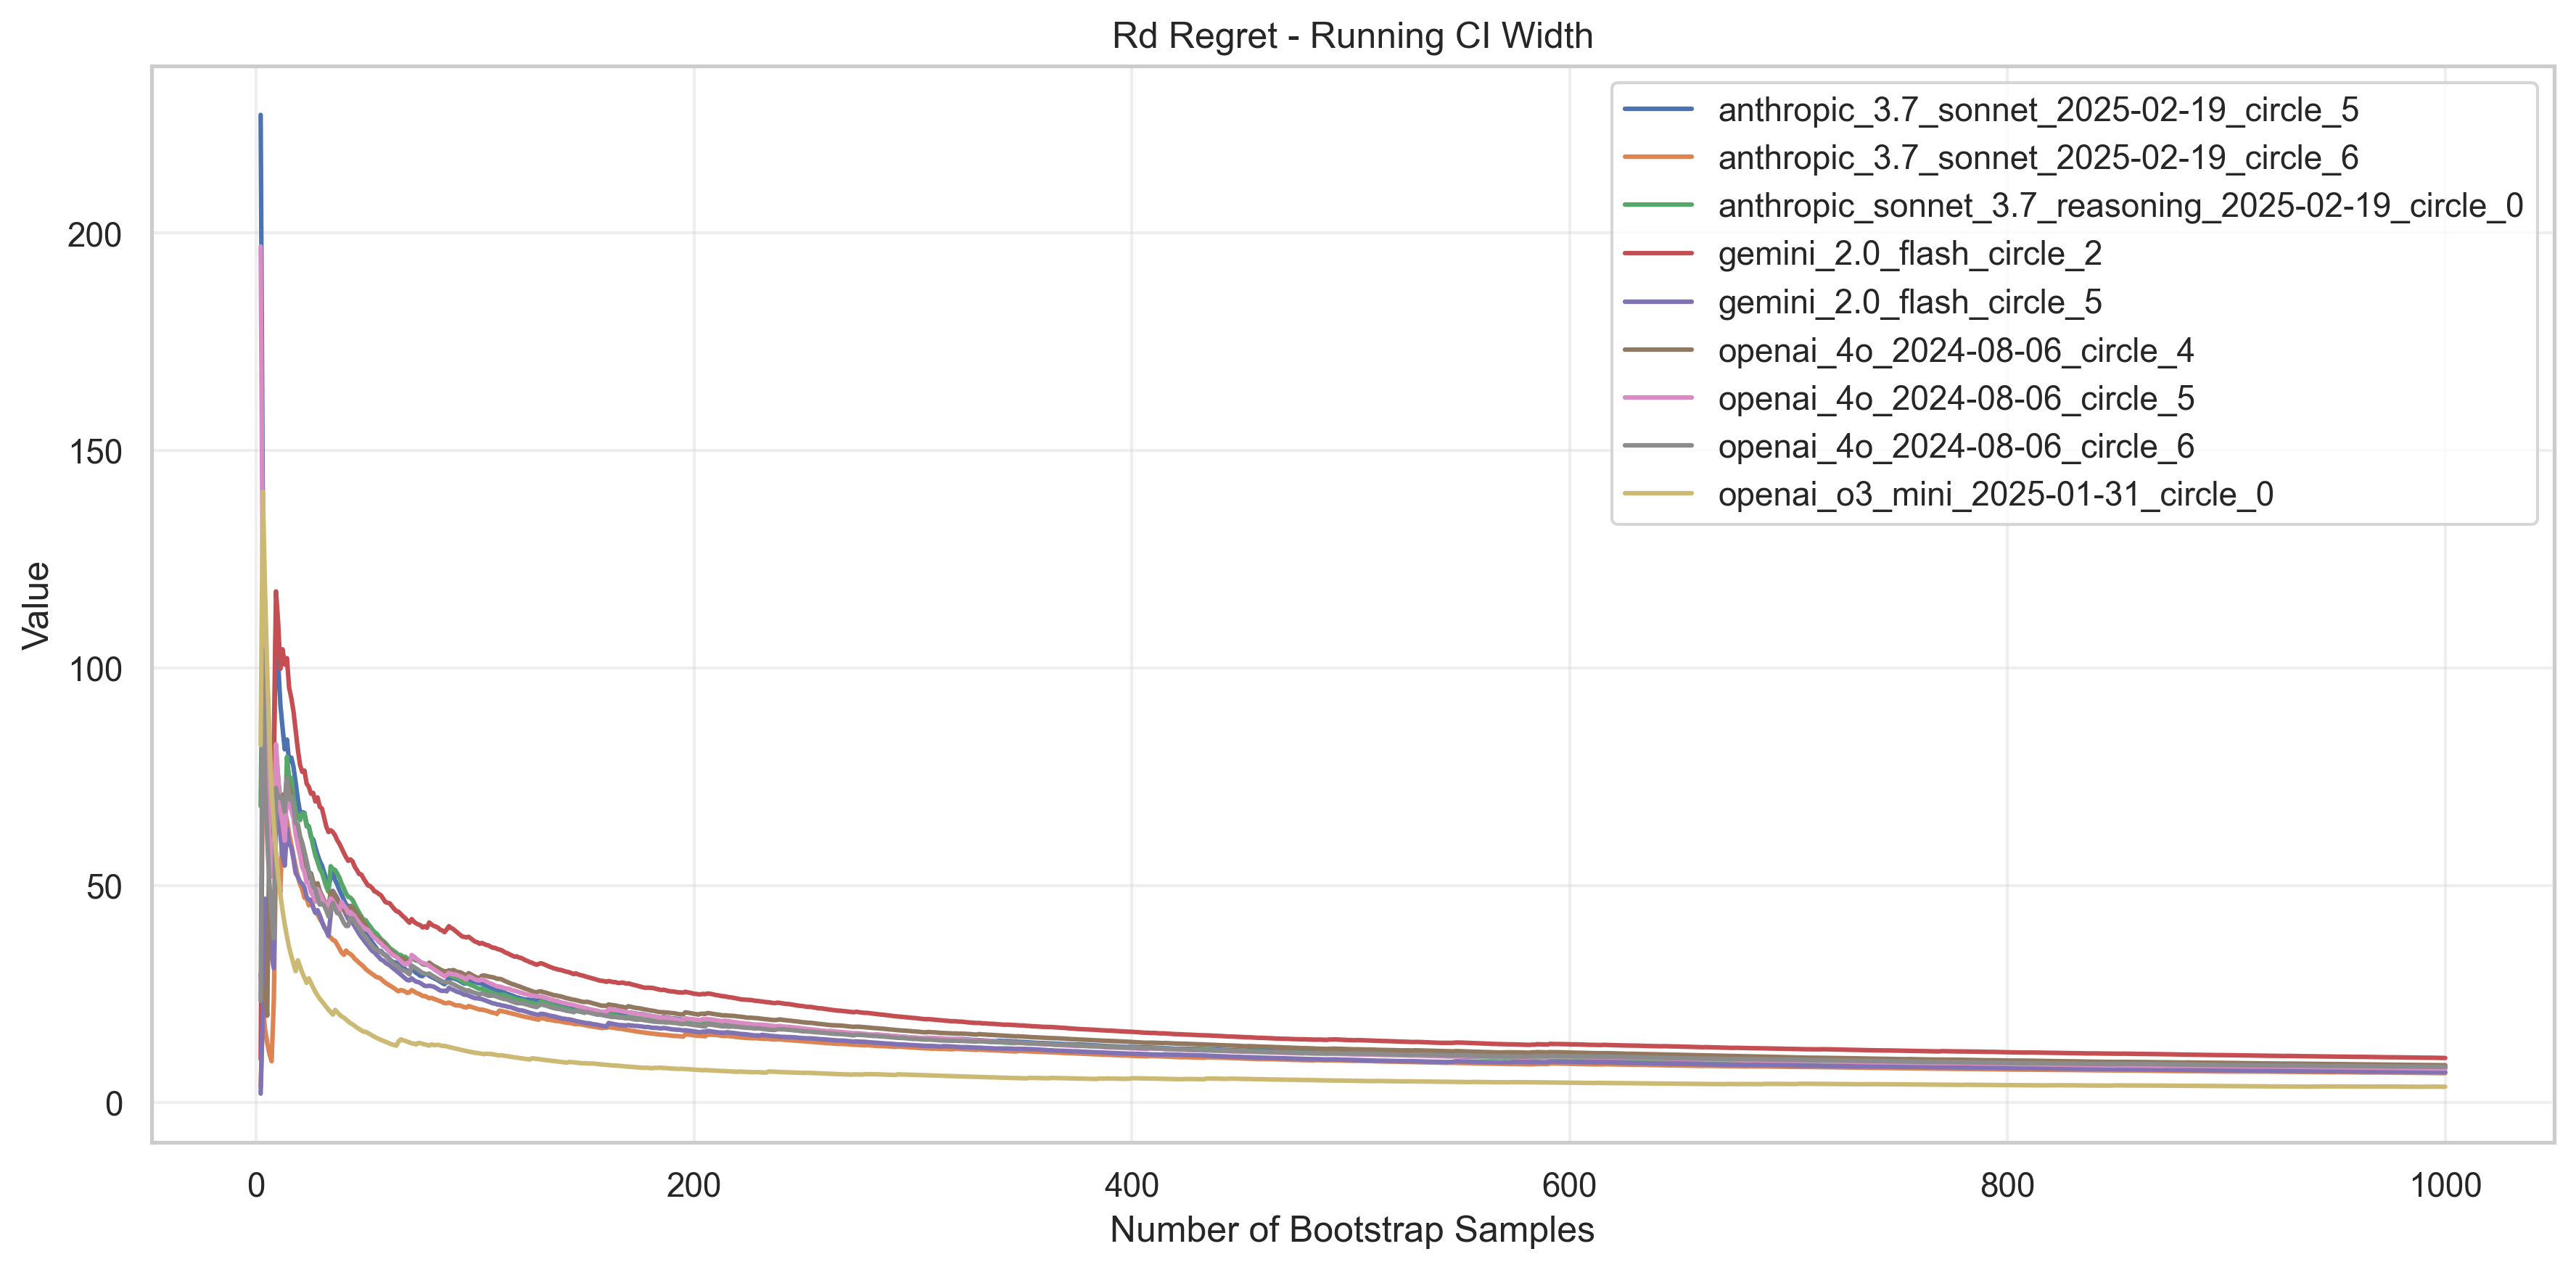 Rd Regret - Running CI Width
anthropic_3.7_sonnet_2025-02-19_circle_5
anthropic_3.7_sonnet_2025-02-19_circle_6
anthropic_sonnet_3.7_reasoning_2025-02-19_circle_0
gemini_2.0_flash_circle_2
gemini_2.0_flash_circle_5
openai_4o_2024-08-06_circle_4
openai_4o_2024-08-06_circle_5
openai_4o_2024-08-06_circle_6
openai_o3_mini_2025-01-31_circle_0
Value
200
150
100
50
0
0 200 400 600 800 1000
Number of Bootstrap Samples